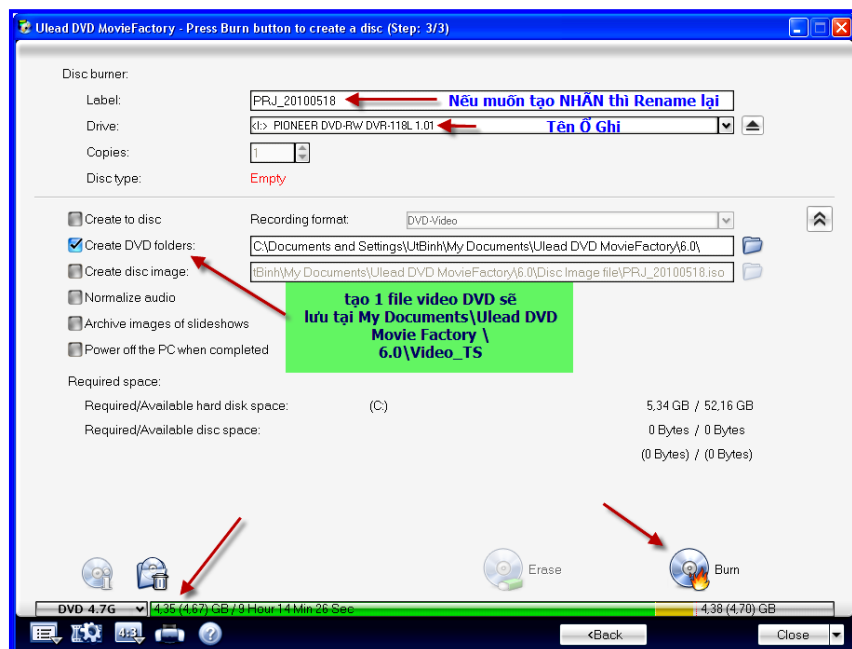 Ulead DVD MovieFactory - Press Burn button to create a disc (Step: 3/3)
Disc burner:
Label: PRJ_20100518 Nếu muốn tạo NHÃN thì Rename lại
Drive: <I:> PIONEER DVD-RW DVR-118L 1.01 Tên Ổ Ghi
Copies: 1
Disc type: Empty
Create to disc Recording format: DVD-Video
Create DVD folders: C:\Documents and Settings\UtBinh\My Documents\Ulead DVD MovieFactory\6.0\
Create disc image: tBinh\My Documents\Ulead DVD MovieFactory\6.0\Disc Image file\PRJ_20100518.iso
Normalize audio
Archive images of slideshows
Power off the PC when completed
tạo 1 file video DVD sẽ
lưu tại My Documents\Ulead DVD
Movie Factory \
6.0\Video_TS
Required space:
Required/Available hard disk space: (C:) 5,34 GB / 52,16 GB
Required/Available disc space: 0 Bytes / 0 Bytes
(0 Bytes) / (0 Bytes)
Erase Burn
DVD 4.7G 4,35 (4,67) GB / 9 Hour 14 Min 26 Sec 4,38 (4,70) GB
4:3 ? <Back Close